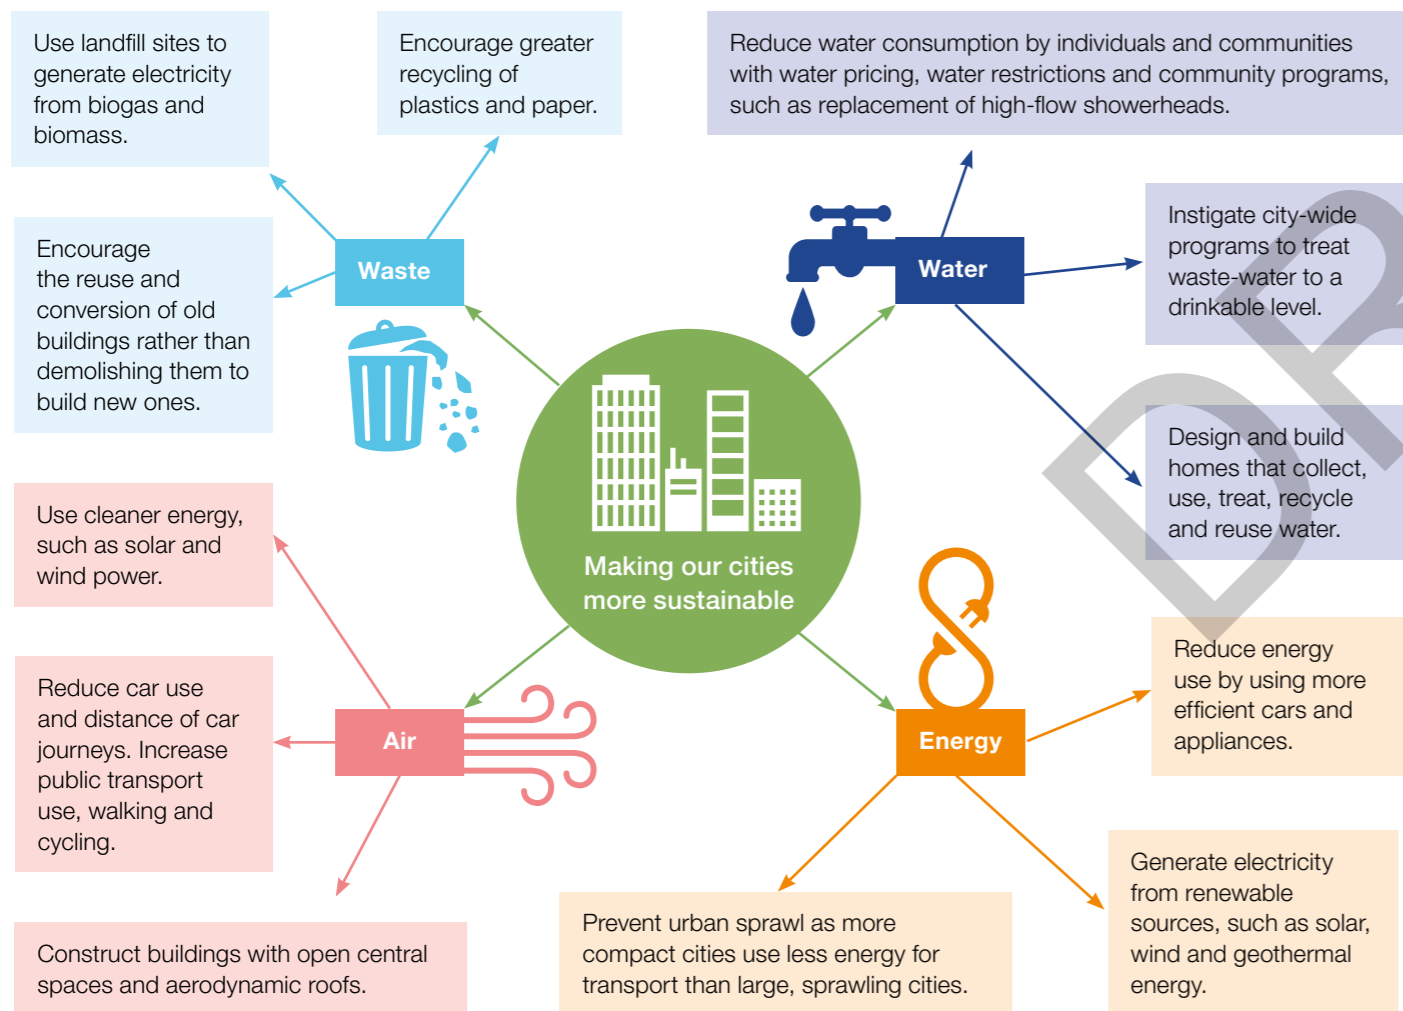 Use landfill sites to
generate electricity
from biogas and
biomass.
Encourage greater
recycling of
plastics and paper.
Reduce water consumption by individuals and communities
with water pricing, water restrictions and community programs,
such as replacement of high-flow showerheads.
Encourage
the reuse and
conversion of old
buildings rather than
demolishing them to
build new ones.
Waste
Water
Instigate city-wide
programs to treat
waste-water to a
drinkable level.
Design and build
homes that collect,
use, treat, recycle
and reuse water.
Making our cities
more sustainable
Use cleaner energy,
such as solar and
wind power.
Reduce car use
and distance of car
journeys. Increase
public transport
use, walking and
cycling.
Air
Energy
Reduce energy
use by using more
efficient cars and
appliances.
Construct buildings with open central
spaces and aerodynamic roofs.
Prevent urban sprawl as more
compact cities use less energy for
transport than large, sprawling cities.
Generate electricity
from renewable
sources, such as solar,
wind and geothermal
energy.